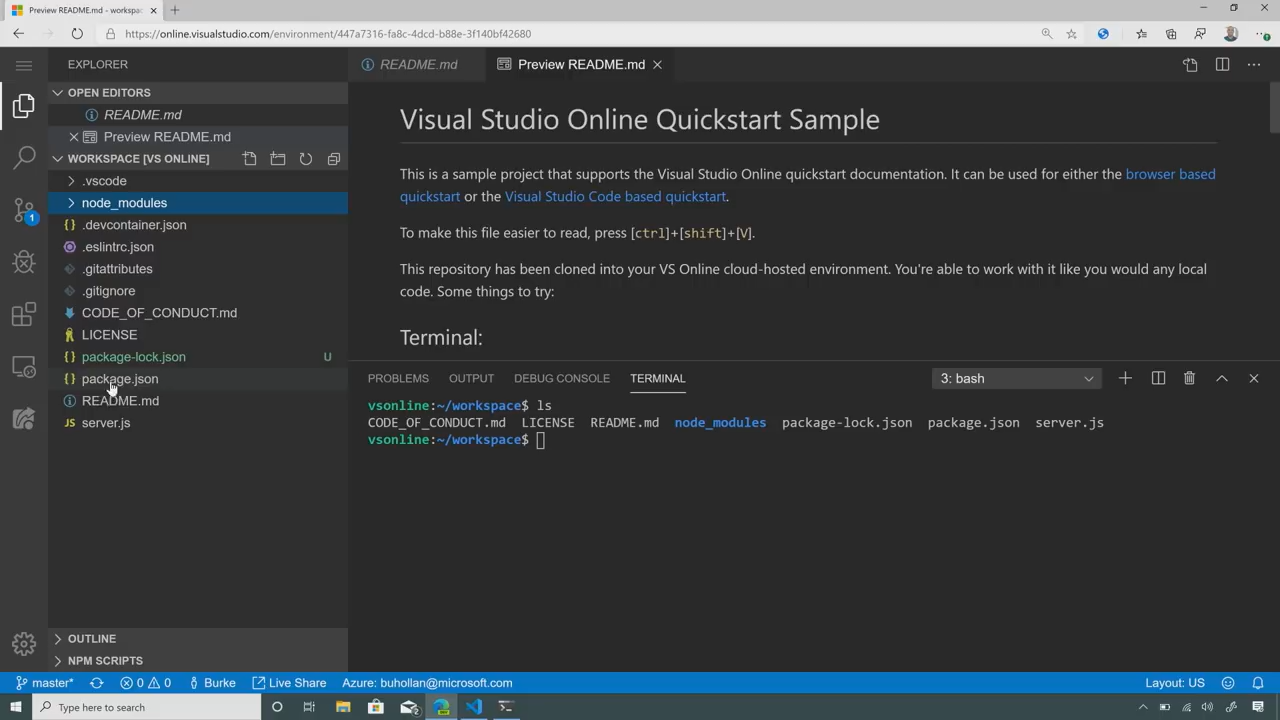 Preview README.md - workspac
https://online.visualstudio.com/environment/447a7316-fa8c-4dcd-b88e-3f140bf42680
EXPLORER
OPEN EDITORS
README.md
Preview README.md
WORKSPACE [VS ONLINE]
.vscode
node_modules
.devcontainer.json
.eslintrc.json
.gitattributes
.gitignore
CODE_OF_CONDUCT.md
LICENSE
package-lock.json U
package.json
README.md
server.js
OUTLINE
NPM SCRIPTS
1
README.md
Preview README.md
Visual Studio Online Quickstart Sample
This is a sample project that supports the Visual Studio Online quickstart documentation. It can be used for either the browser based
quickstart or the Visual Studio Code based quickstart.
To make this file easier to read, press [ctrl]+[shift]+[V].
This repository has been cloned into your VS Online cloud-hosted environment. You're able to work with it like you would any local
code. Some things to try:
Terminal:
PROBLEMS OUTPUT DEBUG CONSOLE TERMINAL 3: bash
vsonline:~/workspace$ ls
CODE_OF_CONDUCT.md LICENSE README.md node_modules package-lock.json package.json server.js
vsonline:~/workspace$
master* 0 0 Burke Live Share Azure: buhollan@microsoft.com Layout: US
Type here to search